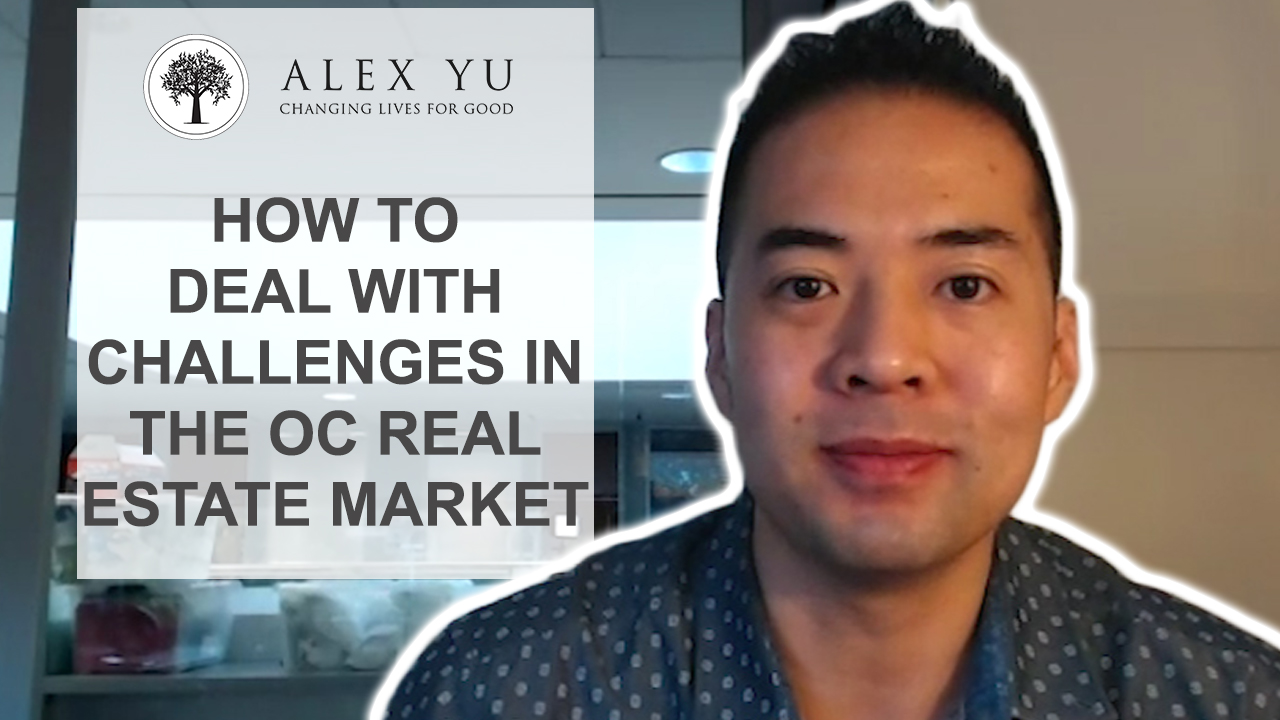 ALEX YU
CHANGING LIVES FOR GOOD
HOW TO
DEAL WITH
CHALLENGES IN
THE OC REAL
ESTATE MARKET